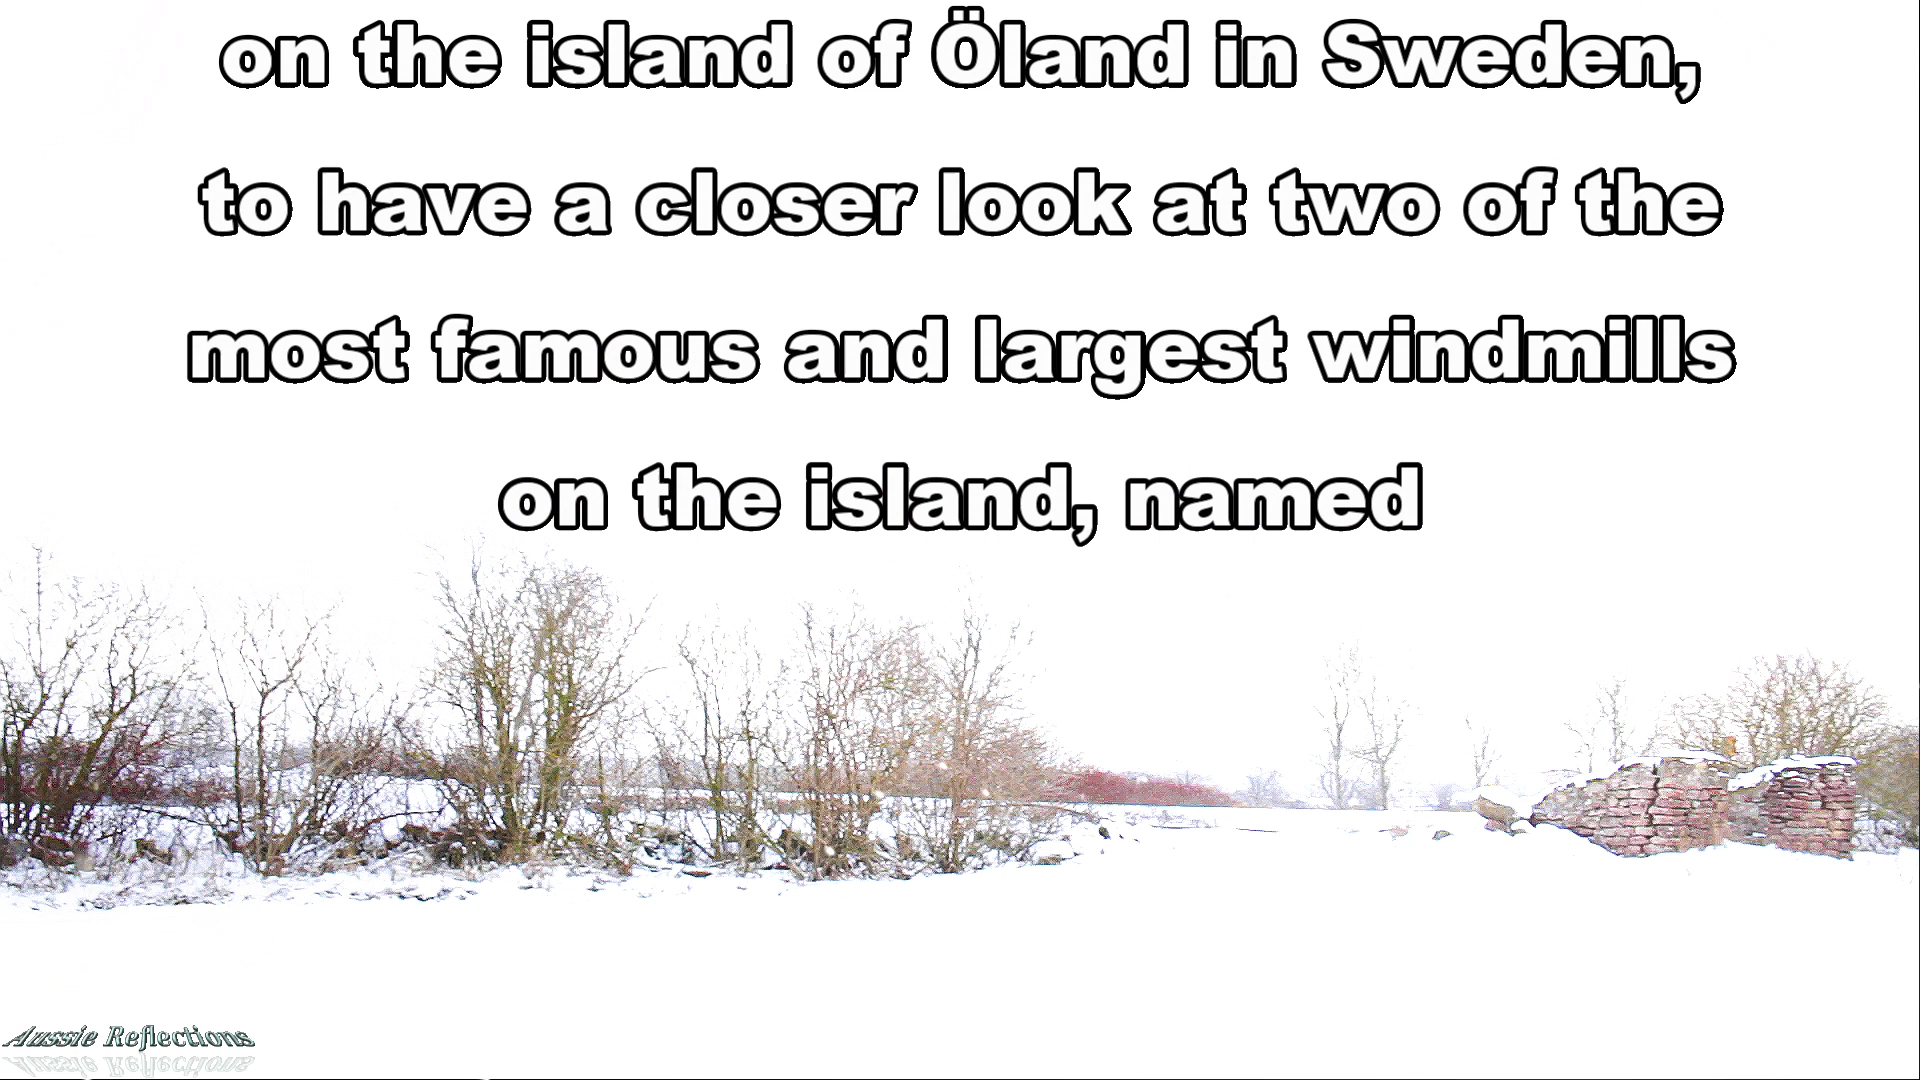 on the island of Öland in Sweden,
to have a closer look at two of the
most famous and largest windmills
on the island, named
Aussie Reflections